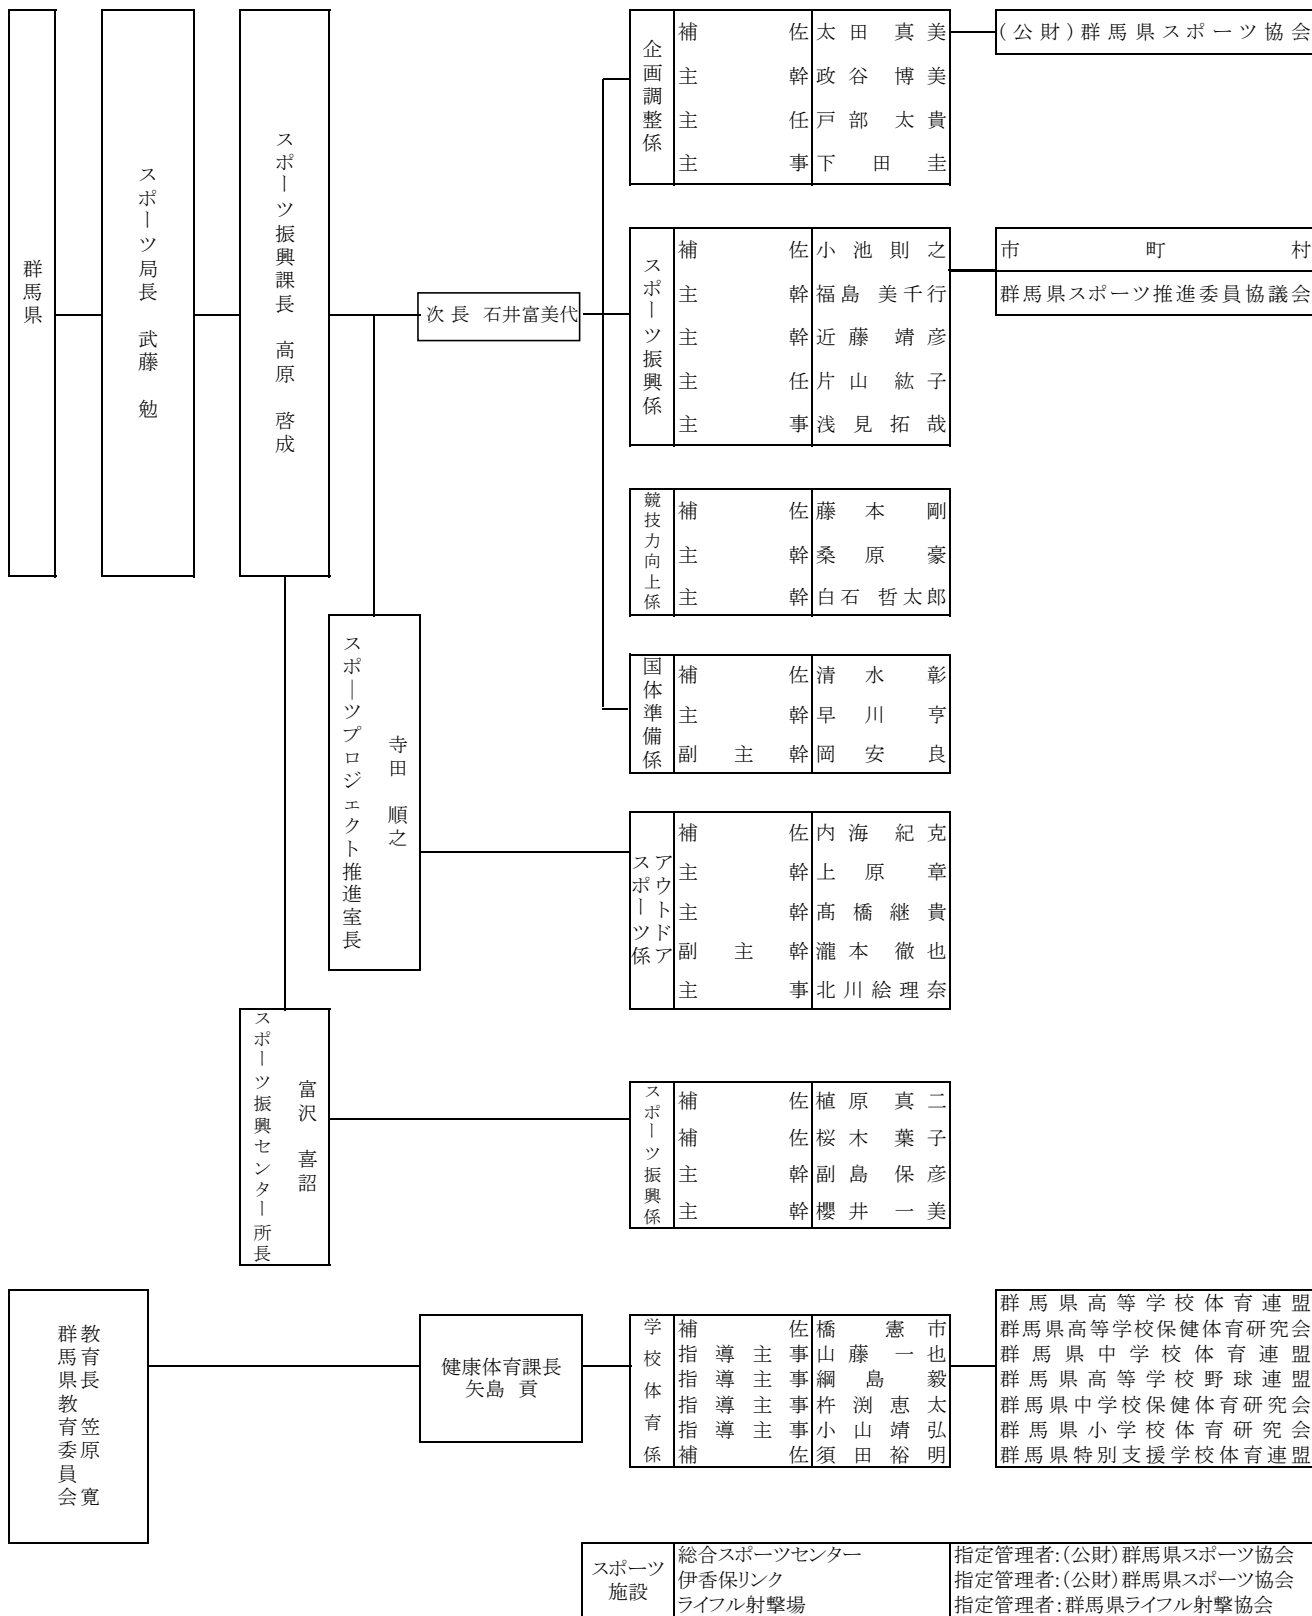 群馬県
スポーツ局長 武藤 勉
スポーツ振興課長 高原 啓成
次長 石井富美代
企画調整係
補佐 太田真美
主幹 政谷博美
主任 戸部太貴
主事 下田圭
(公財)群馬県スポーツ協会
スポーツ振興係
補佐 小池則之
主幹 福島美千行
主幹 近藤靖彦
主任 片山紘子
主事 浅見拓哉
市町村
群馬県スポーツ推進委員協議会
競技力向上係
補佐 藤本剛
主幹 桑原豪
主幹 白石哲太郎
国体準備係
補佐 清水彰
主幹 早川亨
副主幹 岡安良
スポーツプロジェクト推進室長
寺田 順之
アウトドア
スポーツ係
補佐 内海紀克
主幹 上原章
主幹 髙橋継貴
副主幹 瀧本徹也
主事 北川絵理奈
スポーツ振興センター所長
富沢 喜詔
スポーツ振興係
補佐 植原真二
補佐 桜木葉子
主幹 副島保彦
主幹 櫻井一美
群馬県教育委員会
教育長 笠原 寛
健康体育課長
矢島 貢
学校体育係
補佐 橋憲市
指導主事 山藤一也
指導主事 綱島毅
指導主事 杵渕恵太
指導主事 小山靖弘
補佐 須田裕明
群馬県高等学校体育連盟
群馬県高等学校保健体育研究会
群馬県中学校体育連盟
群馬県高等学校野球連盟
群馬県中学校保健体育研究会
群馬県小学校体育研究会
群馬県特別支援学校体育連盟
スポーツ
施設
総合スポーツセンター 指定管理者:(公財)群馬県スポーツ協会
伊香保リンク 指定管理者:(公財)群馬県スポーツ協会
ライフル射撃場 指定管理者:群馬県ライフル射撃協会